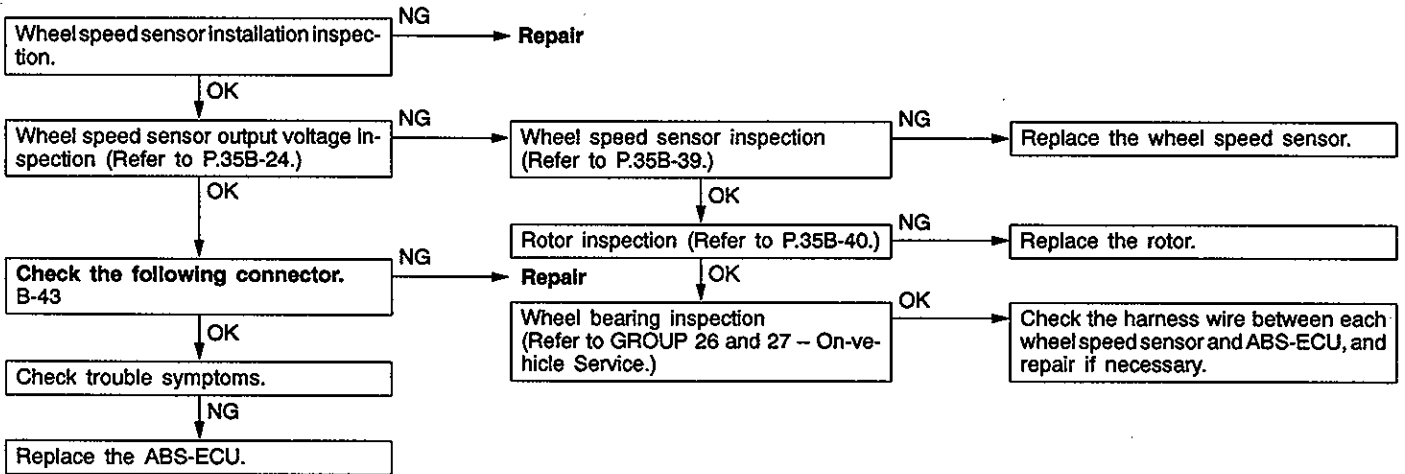 Wheel speed sensor installation inspec-
tion.
NG
Repair
OK
Wheel speed sensor output voltage in-
spection (Refer to P.35B-24.)
NG
Wheel speed sensor inspection
(Refer to P.35B-39.)
NG
Replace the wheel speed sensor.
OK
OK
Rotor inspection (Refer to P.35B-40.)
NG
Replace the rotor.
Check the following connector.
B-43
NG
Repair
OK
Wheel bearing inspection
(Refer to GROUP 26 and 27 – On-ve-
hicle Service.)
OK
Check the harness wire between each
wheel speed sensor and ABS-ECU, and
repair if necessary.
OK
Check trouble symptoms.
NG
Replace the ABS-ECU.